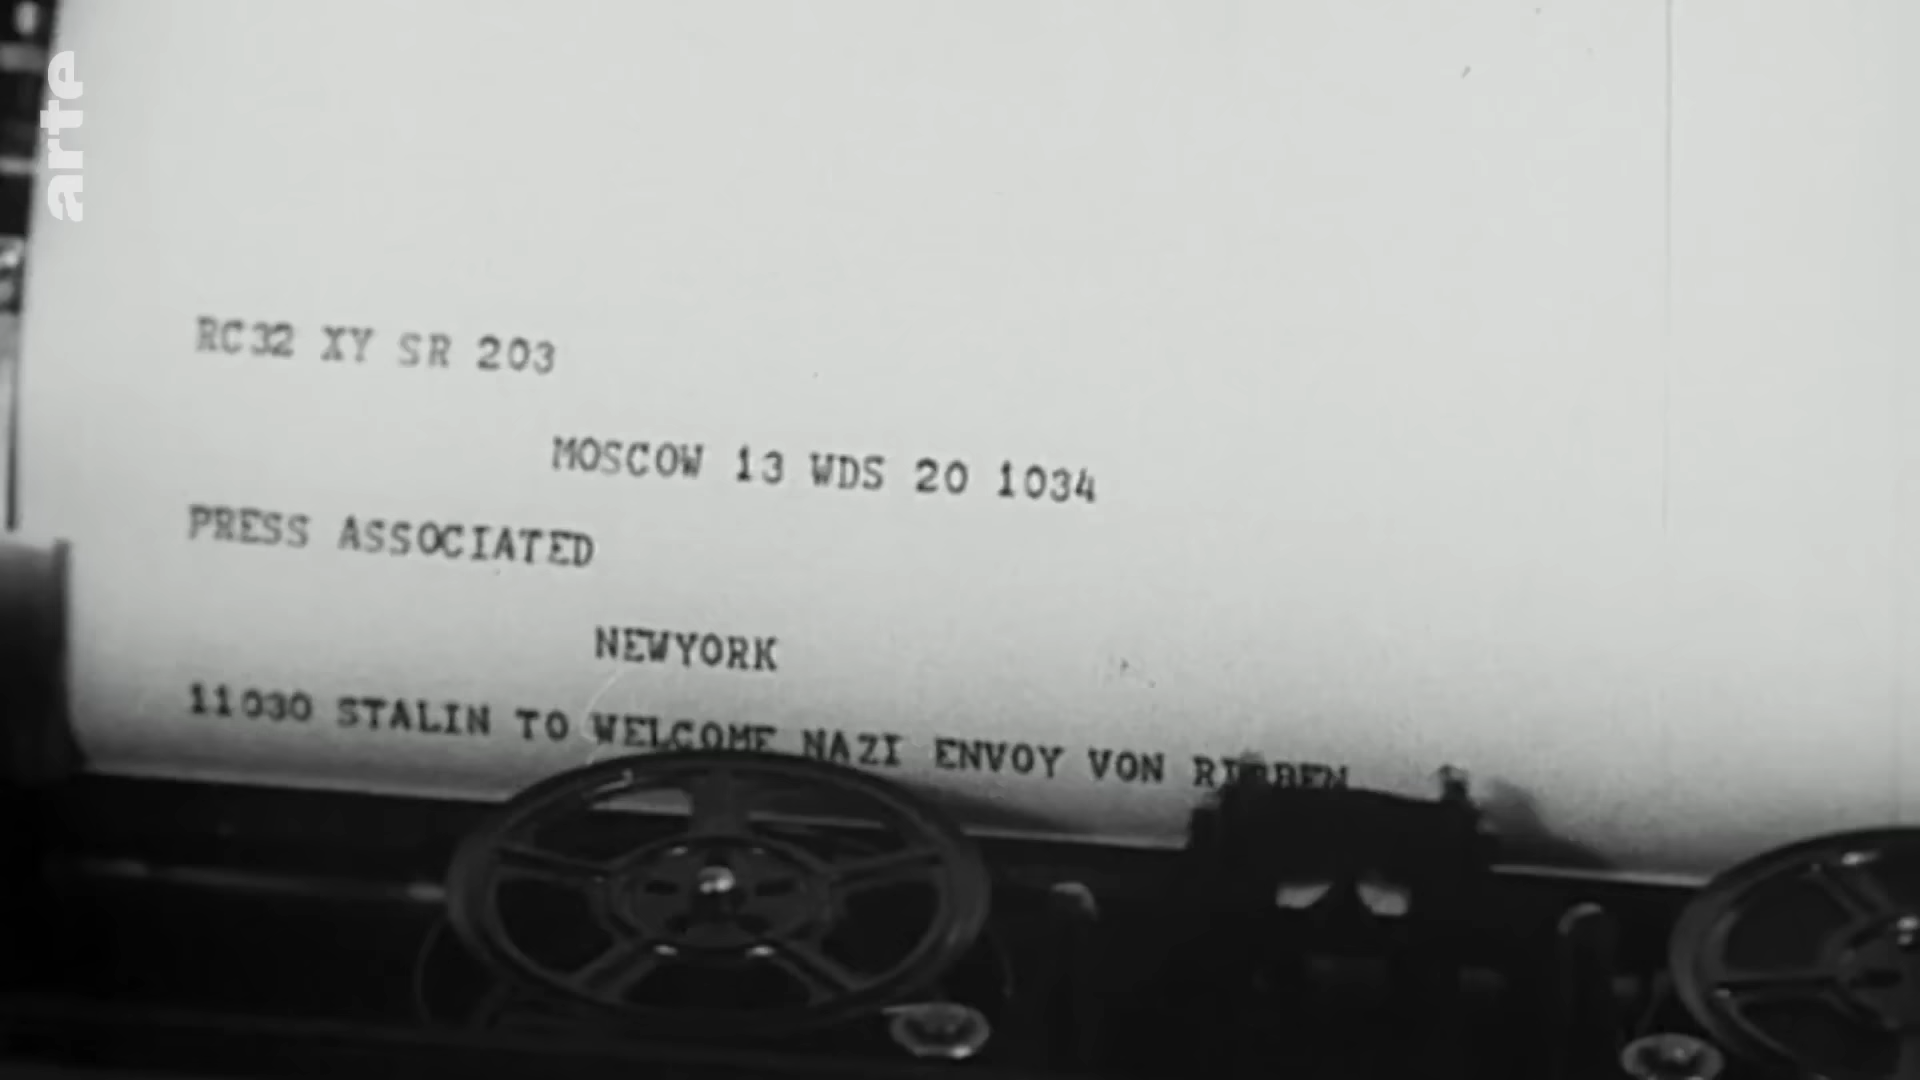 arte
RC32 XY SR 203
MOSCOW 13 WDS 20 1034
PRESS ASSOCIATED
NEWYORK
11030 STALIN TO WELCOME NAZI ENVOY VON RIBBEN